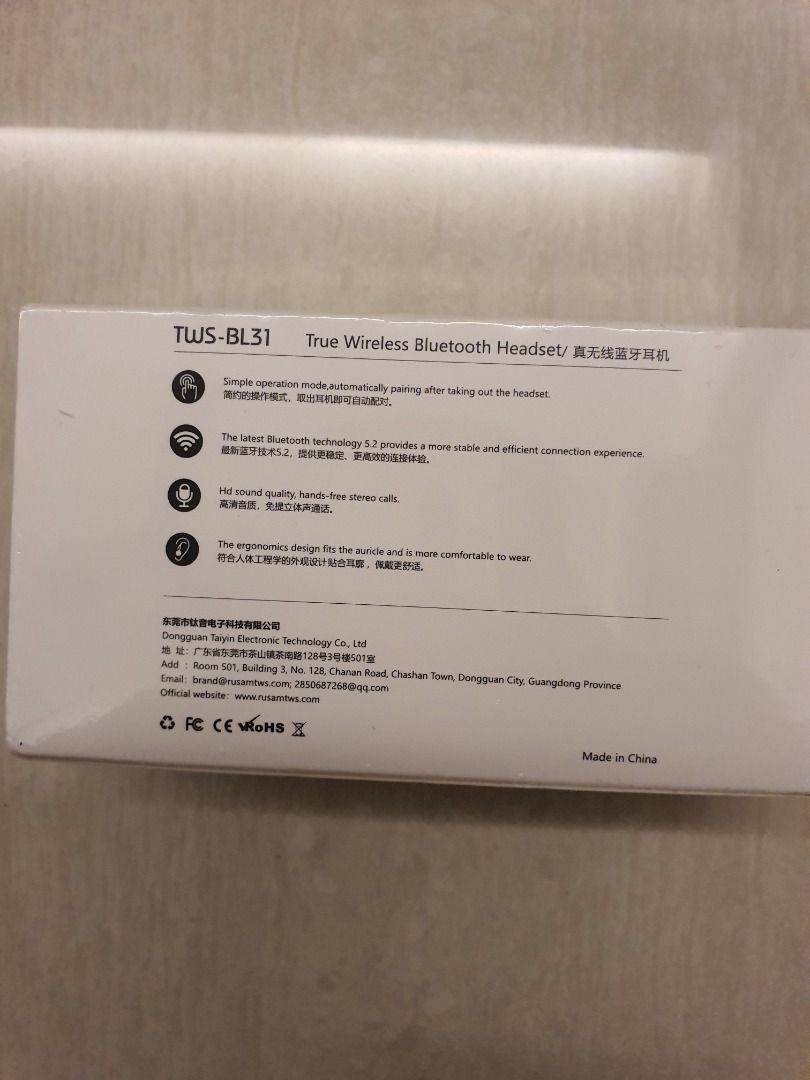 TWS-BL31 True Wireless Bluetooth Headset/ 真无线蓝牙耳机
Simple operation mode,automatically pairing after taking out the headset.
简约的操作模式，取出耳机即可自动配对。
The latest Bluetooth technology 5.2 provides a more stable and efficient connection experience.
最新蓝牙技术5.2，提供更稳定、更高效的连接体验。
Hd sound quality, hands-free stereo calls.
高清音质，免提立体声通话。
The ergonomics design fits the auricle and is more comfortable to wear.
符合人体工程学的外观设计贴合耳廓，佩戴更舒适。
东莞市钛音电子科技有限公司
Dongguan Taiyin Electronic Technology Co., Ltd
地 址：广东省东莞市茶山镇茶南路128号3号楼501室
Add : Room 501, Building 3, No. 128, Chanan Road, Chashan Town, Dongguan City, Guangdong Province
Email: brand@rusamtws.com; 2850687268@qq.com
Official website: www.rusamtws.com
FC CE RoHS
Made in China